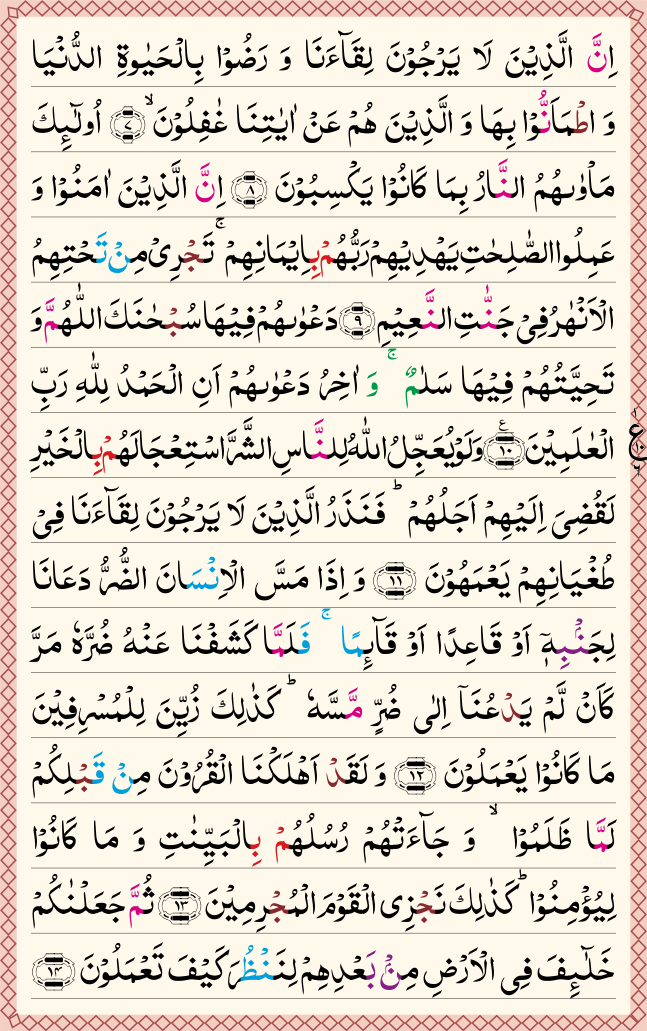 اِنَّ الَّذِيْنَ لَا يَرْجُوْنَ لِقَآءَنَا وَ رَضُوْا بِالْحَيٰوةِ الدُّنْيَا
وَ اطْمَاَنُّوْا بِهَا وَ الَّذِيْنَ هُمْ عَنْ اٰيٰتِنَا غٰفِلُوْنَ ۙ﴿۷﴾ اُولٰٓئِكَ
مَاْوٰىهُمُ النَّارُ بِمَا كَانُوْا يَكْسِبُوْنَ ﴿۸﴾ اِنَّ الَّذِيْنَ اٰمَنُوْا وَ
عَمِلُوا الصّٰلِحٰتِ يَهْدِيْهِمْ رَبُّهُمْ بِاِيْمَانِهِمْ ۚ تَجْرِىْ مِنْ تَحْتِهِمُ
الْاَنْهٰرُ فِىْ جَنّٰتِ النَّعِيْمِ ﴿۹﴾ دَعْوٰىهُمْ فِيْهَا سُبْحٰنَكَ اللّٰهُمَّ وَ
تَحِيَّتُهُمْ فِيْهَا سَلٰمٌ ۚ وَ اٰخِرُ دَعْوٰىهُمْ اَنِ الْحَمْدُ لِلّٰهِ رَبِّ
الْعٰلَمِيْنَ ﴿۱۰﴾ وَ لَوْ يُعَجِّلُ اللّٰهُ لِلنَّاسِ الشَّرَّ اسْتِعْجَالَهُمْ بِالْخَيْرِ
لَقُضِىَ اِلَيْهِمْ اَجَلُهُمْ ؕ فَنَذَرُ الَّذِيْنَ لَا يَرْجُوْنَ لِقَآءَنَا فِىْ
طُغْيَانِهِمْ يَعْمَهُوْنَ ﴿۱۱﴾ وَ اِذَا مَسَّ الْاِنْسَانَ الضُّرُّ دَعَانَا
لِجَنْۢبِهٖۤ اَوْ قَاعِدًا اَوْ قَآئِمًا ۚ فَلَمَّا كَشَفْنَا عَنْهُ ضُرَّهٗ مَرَّ
كَاَنْ لَّمْ يَدْعُنَاۤ اِلٰى ضُرٍّ مَّسَّهٗ ؕ كَذٰلِكَ زُيِّنَ لِلْمُسْرِفِيْنَ
مَا كَانُوْا يَعْمَلُوْنَ ﴿۱۲﴾ وَ لَقَدْ اَهْلَكْنَا الْقُرُوْنَ مِنْ قَبْلِكُمْ
لَمَّا ظَلَمُوْا ۙ وَ جَآءَتْهُمْ رُسُلُهُمْ بِالْبَيِّنٰتِ وَ مَا كَانُوْا
لِيُؤْمِنُوْا ؕ كَذٰلِكَ نَجْزِى الْقَوْمَ الْمُجْرِمِيْنَ ﴿۱۳﴾ ثُمَّ جَعَلْنٰكُمْ
خَلٰٓئِفَ فِى الْاَرْضِ مِنْۢ بَعْدِهِمْ لِنَنْظُرَ كَيْفَ تَعْمَلُوْنَ ﴿۱۴﴾